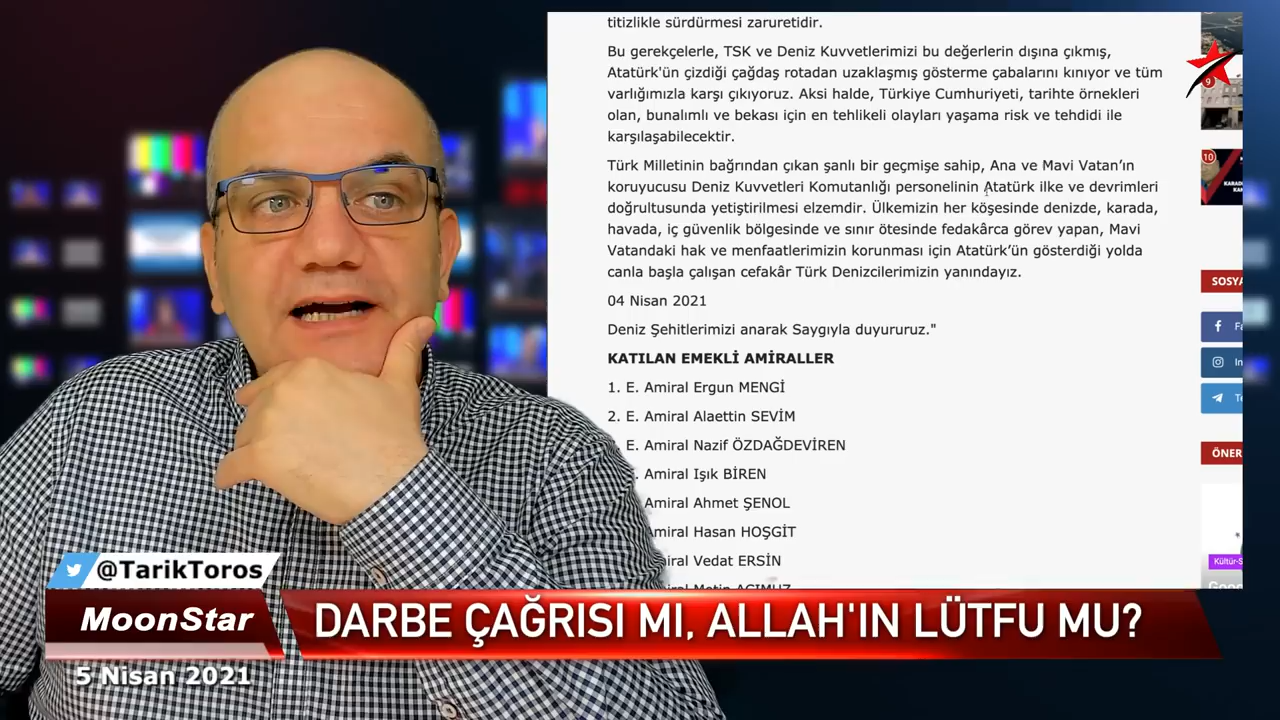 titizlikle sürdürmesi zaruretidir.
Bu gerekçelerle, TSK ve Deniz Kuvvetlerimizi bu değerlerin dışına çıkmış,
Atatürk'ün çizdiği çağdaş rotadan uzaklaşmış gösterme çabalarını kınıyor ve tüm
varlığımızla karşı çıkıyoruz. Aksi halde, Türkiye Cumhuriyeti, tarihte örnekleri
olan, bunalımlı ve bekası için en tehlikeli olayları yaşama risk ve tehdidi ile
karşılaşabilecektir.
Türk Milletinin bağrından çıkan şanlı bir geçmişe sahip, Ana ve Mavi Vatan’ın
koruyucusu Deniz Kuvvetleri Komutanlığı personelinin Atatürk ilke ve devrimleri
doğrultusunda yetiştirilmesi elzemdir. Ülkemizin her köşesinde denizde, karada,
havada, iç güvenlik bölgesinde ve sınır ötesinde fedakârca görev yapan, Mavi
Vatandaki hak ve menfaatlerimizin korunması için Atatürk’ün gösterdiği yolda
canla başla çalışan cefakâr Türk Denizcilerimizin yanındayız.
04 Nisan 2021
Deniz Şehitlerimizi anarak Saygıyla duyururuz."
KATILAN EMEKLİ AMİRALLER
1. E. Amiral Ergun MENGİ
2. E. Amiral Alaettin SEVİM
E. Amiral Nazif ÖZDAĞDEVİREN
Amiral Işık BİREN
Amiral Ahmet ŞENOL
Amiral Hasan HOŞGİT
Vedat ERSİN
9
10
SOSYA
ÖNER
Kültür-S
@TarikToros
MoonStar
DARBE ÇAĞRISI MI, ALLAH'IN LÜTFU MU?
5 Nisan 2021